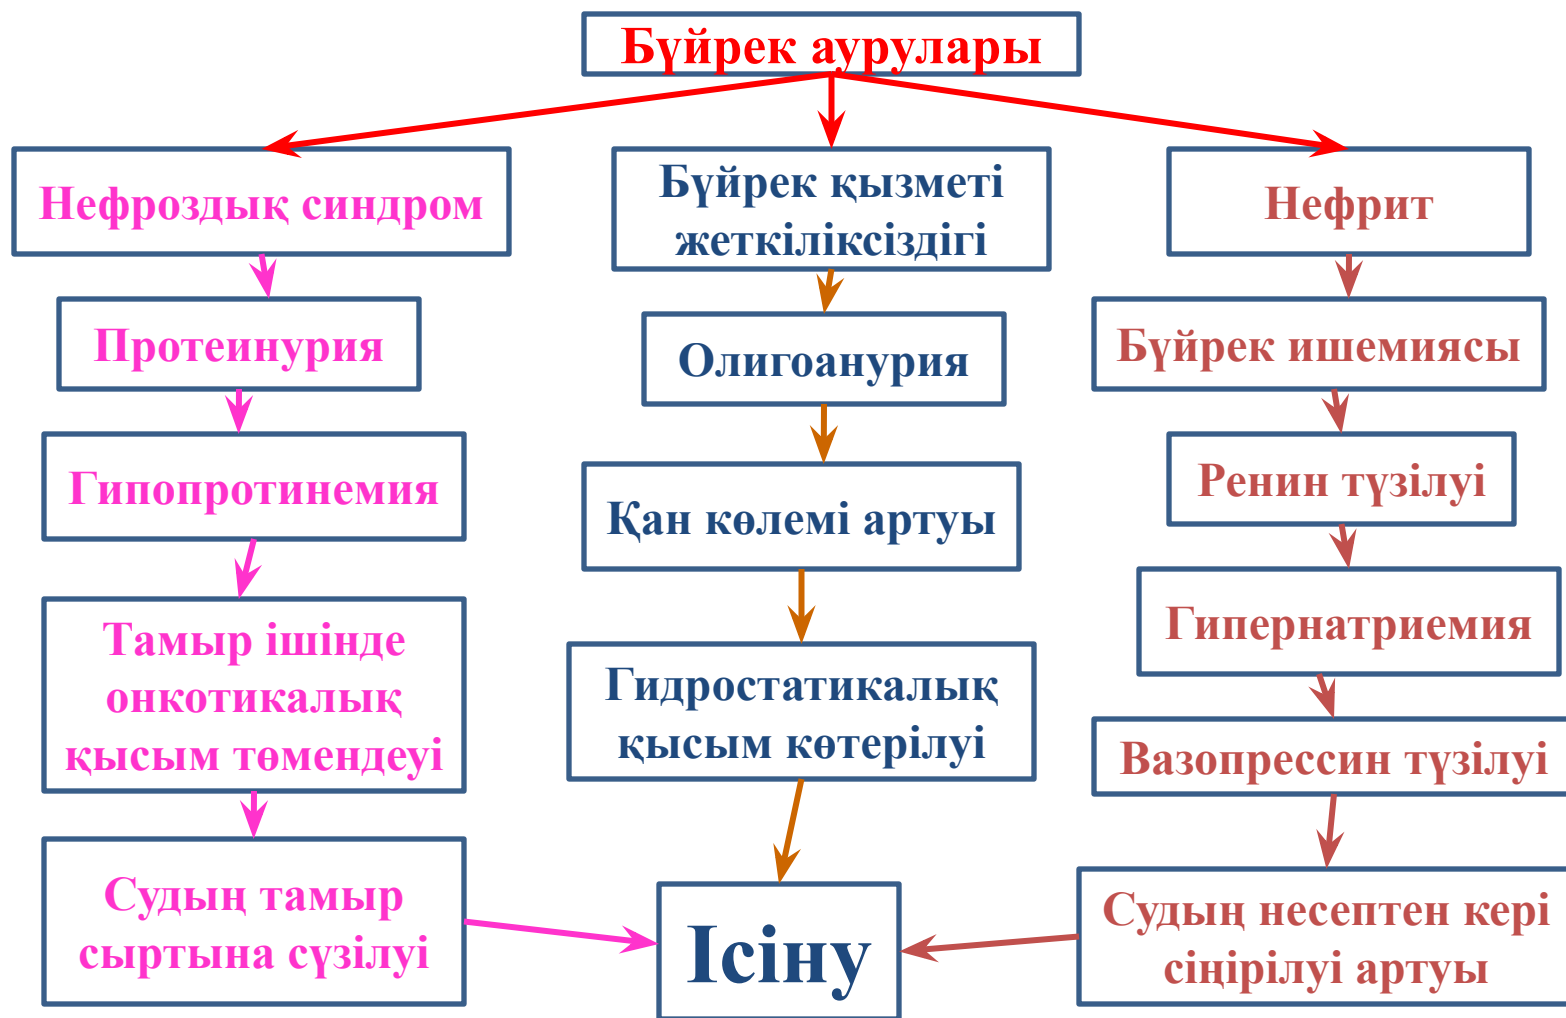 Бүйрек аурулары
Нефроздық синдром
Протеинурия
Гипопротинемия
Тамыр ішінде
онкотикалық
қысым төмендеуі
Судың тамыр
сыртына сүзілуі
Бүйрек қызметі
жеткіліксіздігі
Олигоанурия
Қан көлемі артуы
Гидростатикалық
қысым көтерілуі
Нефрит
Бүйрек ишемиясы
Ренин түзілуі
Гипернатриемия
Вазопрессин түзілуі
Судың несептен кері
сіңірілуі артуы
Ісіну